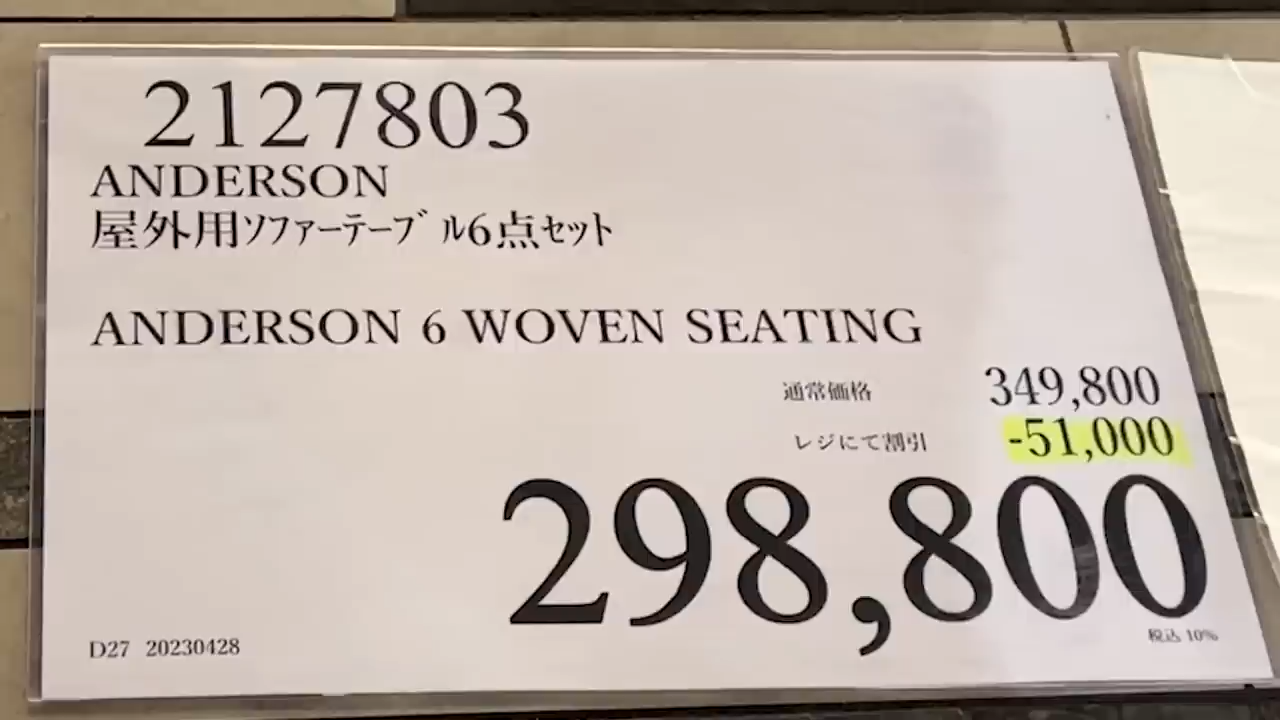 2127803
ANDERSON
屋外用ｿﾌｧｰﾃｰﾌﾞﾙ6点ｾｯﾄ
ANDERSON 6 WOVEN SEATING
通常価格 349,800
レジにて割引 -51,000
298,800
税込 10%
D27 20230428